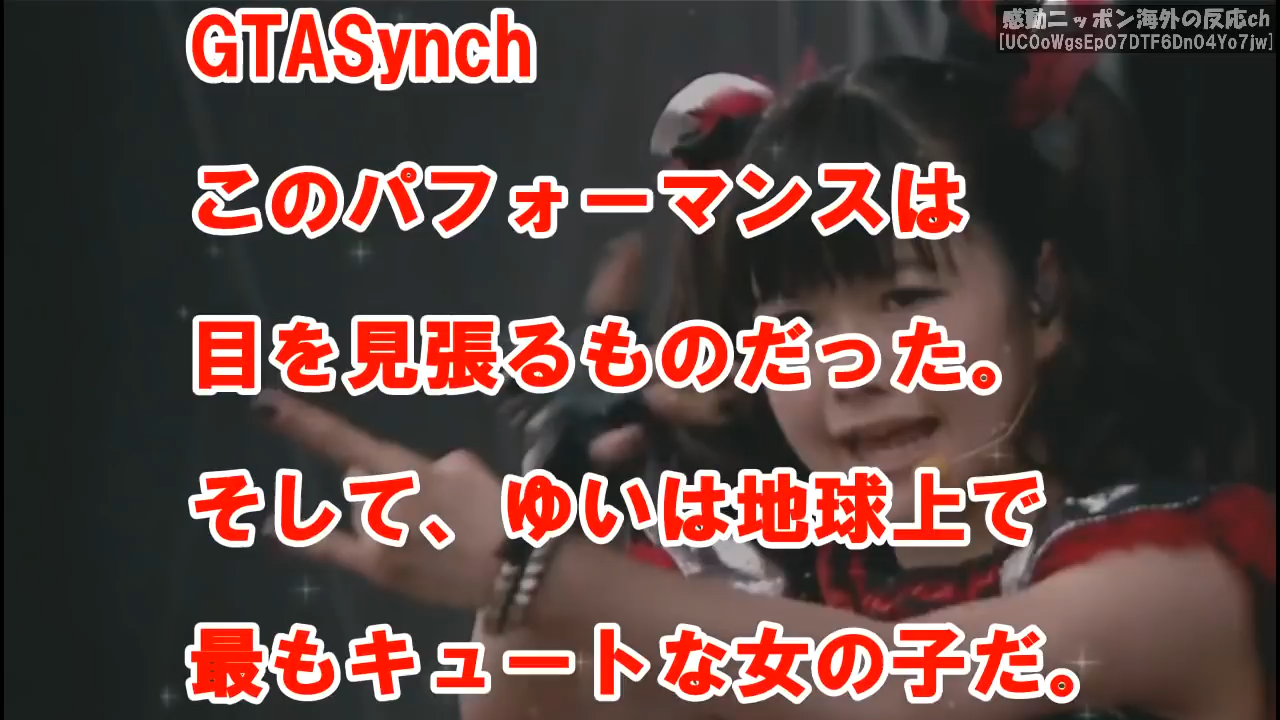 感動ニッポン海外の反応ch
[UCOoWgsEpO7DTF6DnO4Yo7jw]
GTASynch
このパフォーマンスは
目を見張るものだった。
そして、ゆいは地球上で
最もキュートな女の子だ。